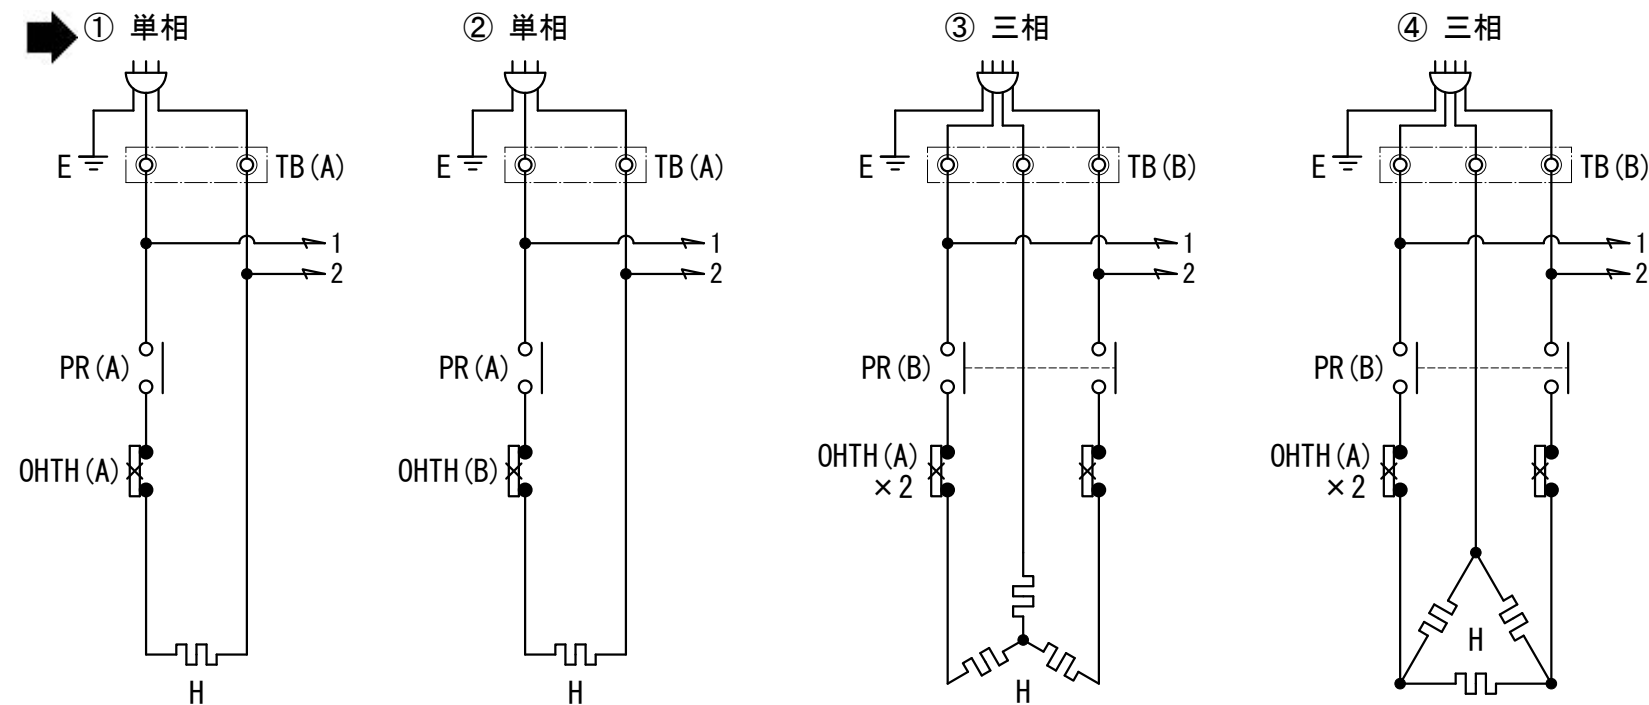 ① 単相
② 単相
③ 三相
④ 三相
E
TB(A)
E
TB(A)
E
TB(B)
E
TB(B)
1
1
1
1
2
2
2
2
PR(A)
PR(A)
PR(B)
PR(B)
OHTH(A)
OHTH(B)
OHTH(A)
×2
OHTH(A)
×2
H
H
H
H